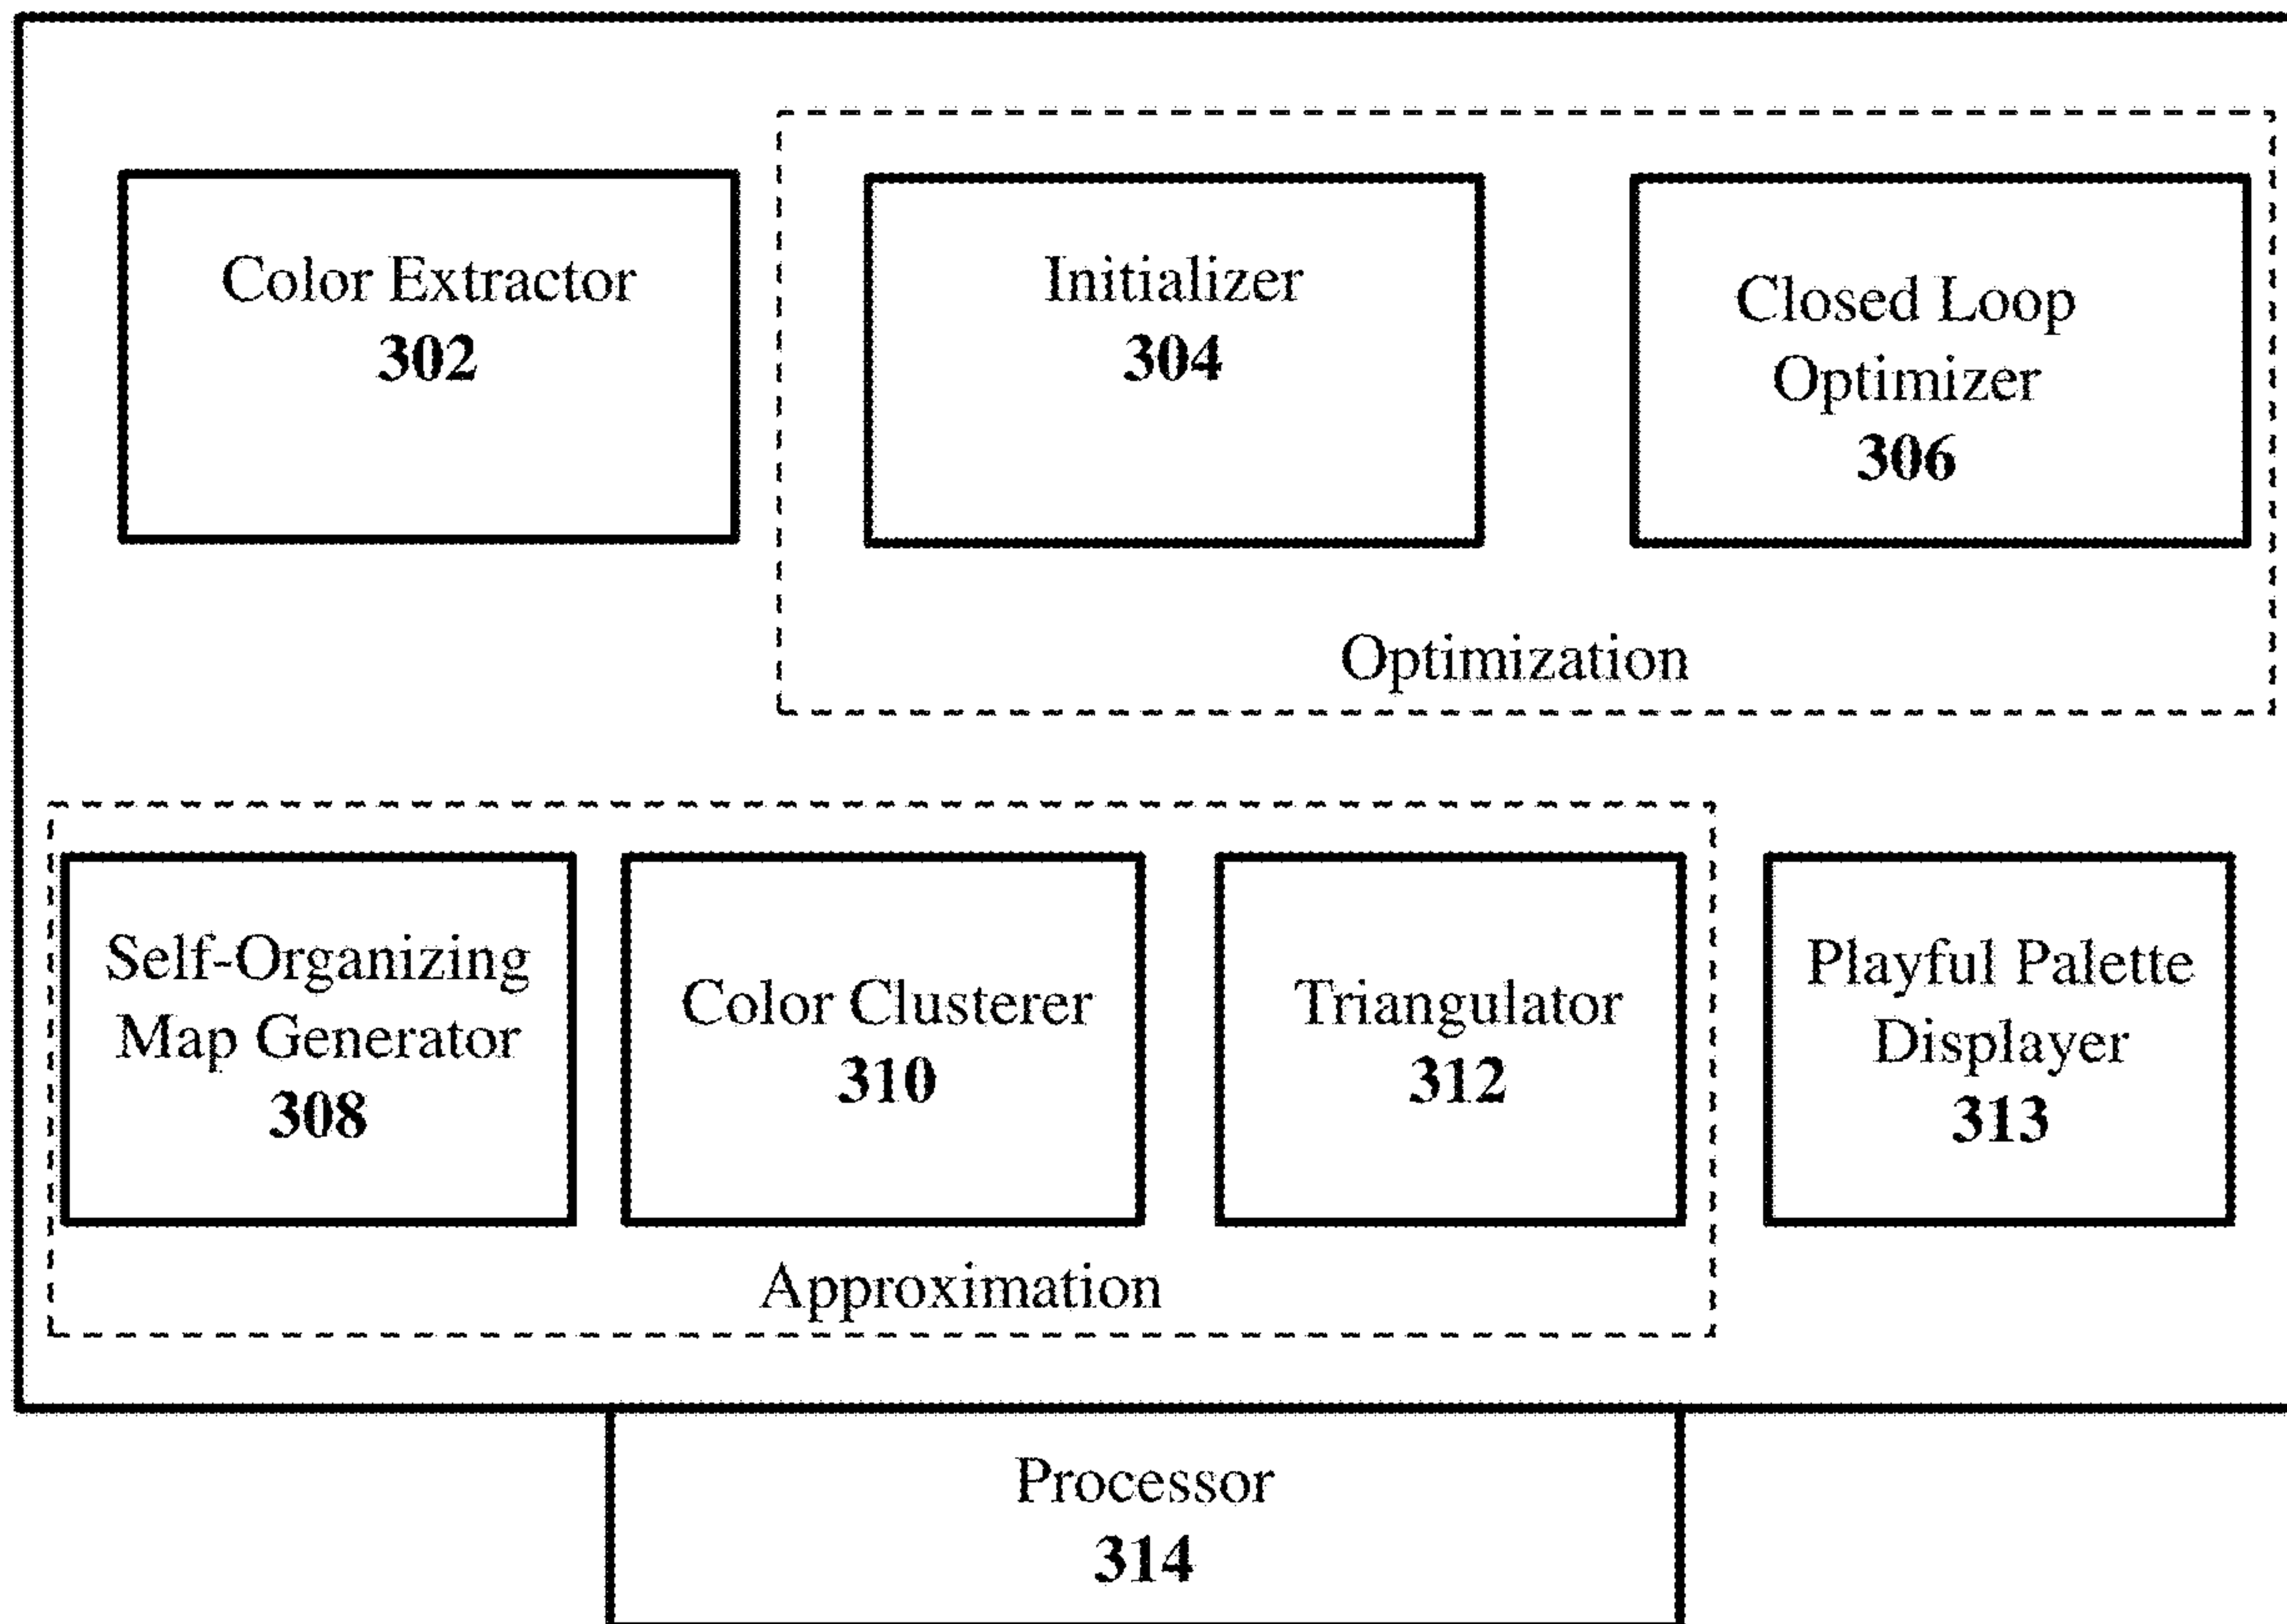 Color Extractor
302
Initializer
304
Closed Loop
Optimizer
306
Optimization
Self-Organizing
Map Generator
308
Color Clusterer
310
Triangulator
312
Playful Palette
Displayer
313
Approximation
Processor
314